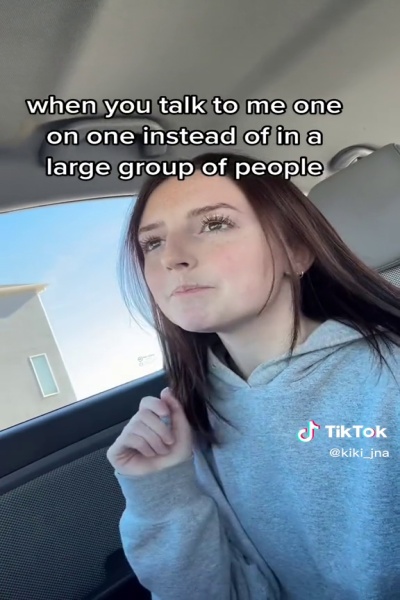 when you talk to me one
on one instead of in a
large group of people
TikTok
@kiki_jna